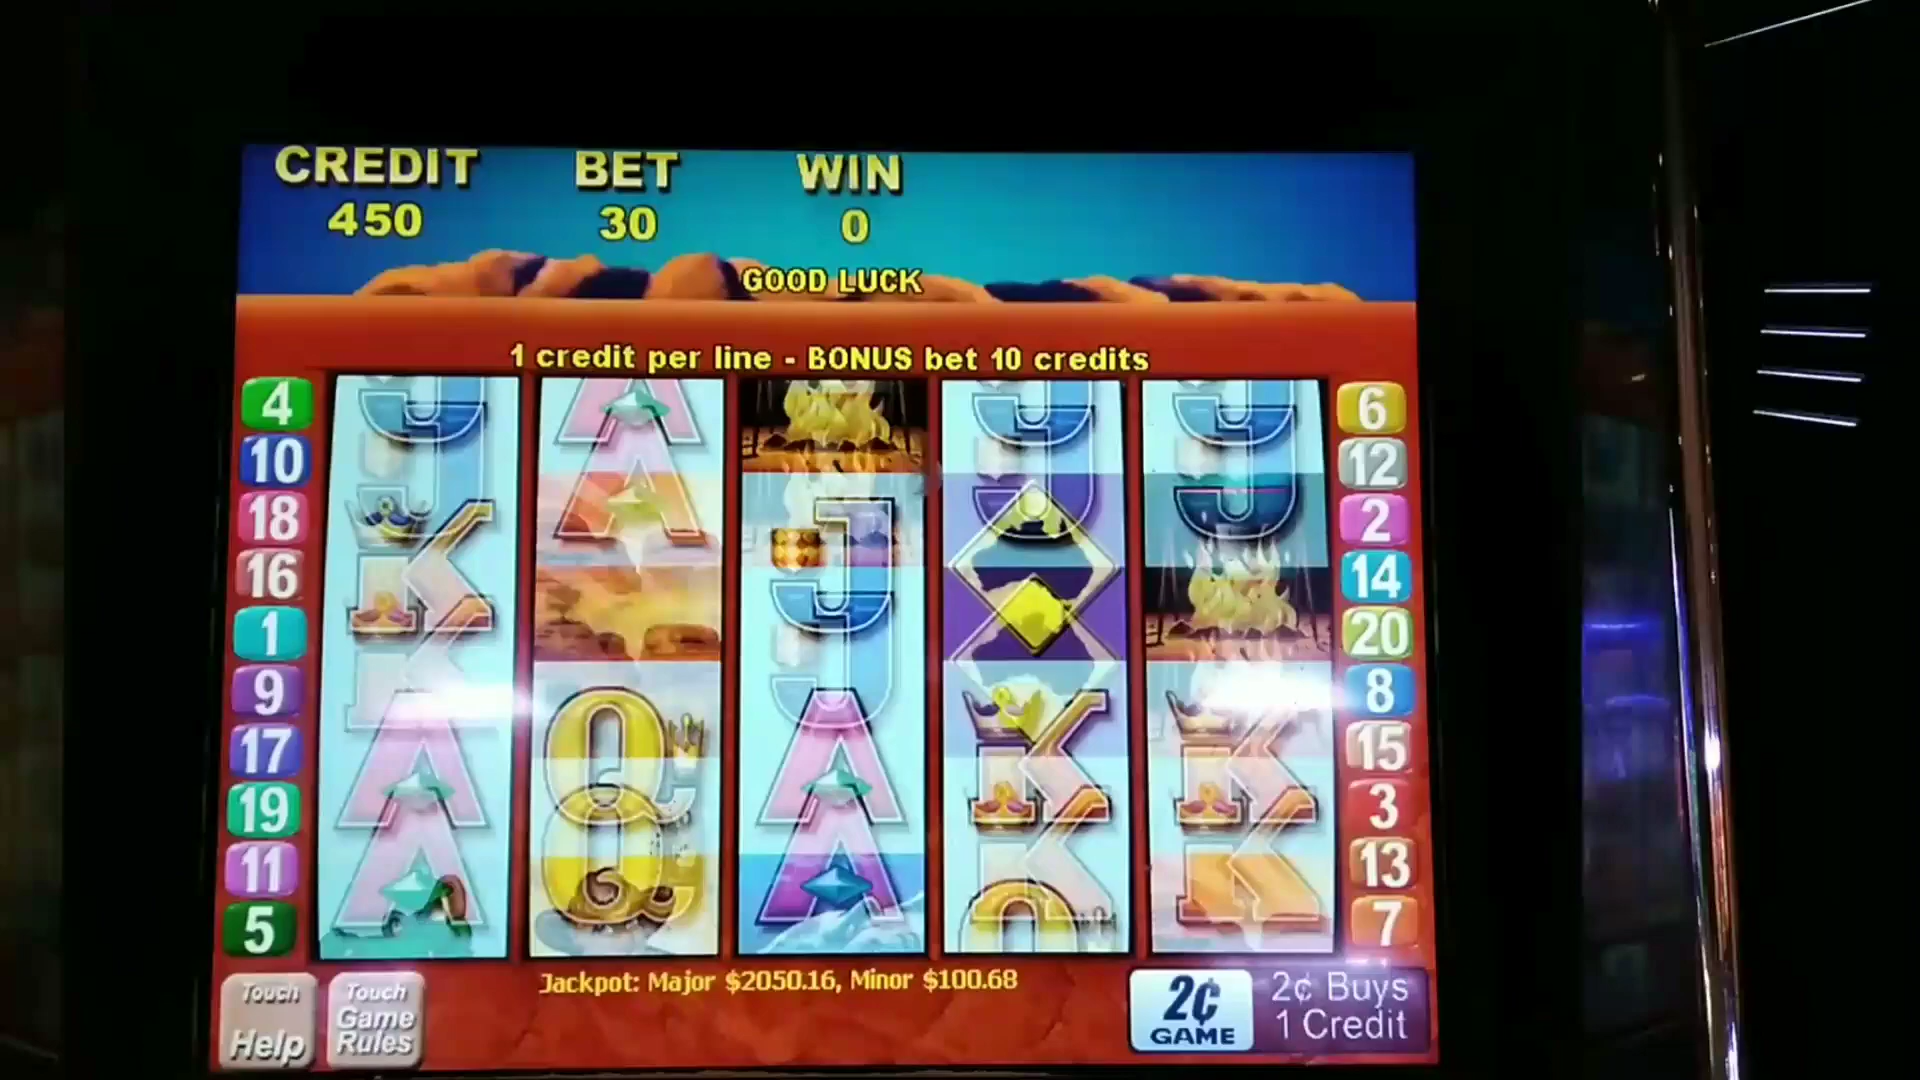 CREDIT BET WIN
450 30 0
GOOD LUCK
1 credit per line - BONUS bet 10 credits
4 6
10 12
18 2
16 14
1 20
9 8
17 15
19 3
11 13
5 7
J A J J
J A J J J
K J
K J
A Q A K K
A Q A K K
Q
Jackpot: Major $2050.16, Minor $100.68
Touch Help
Touch Game Rules
2¢ GAME
2¢ Buys
1 Credit